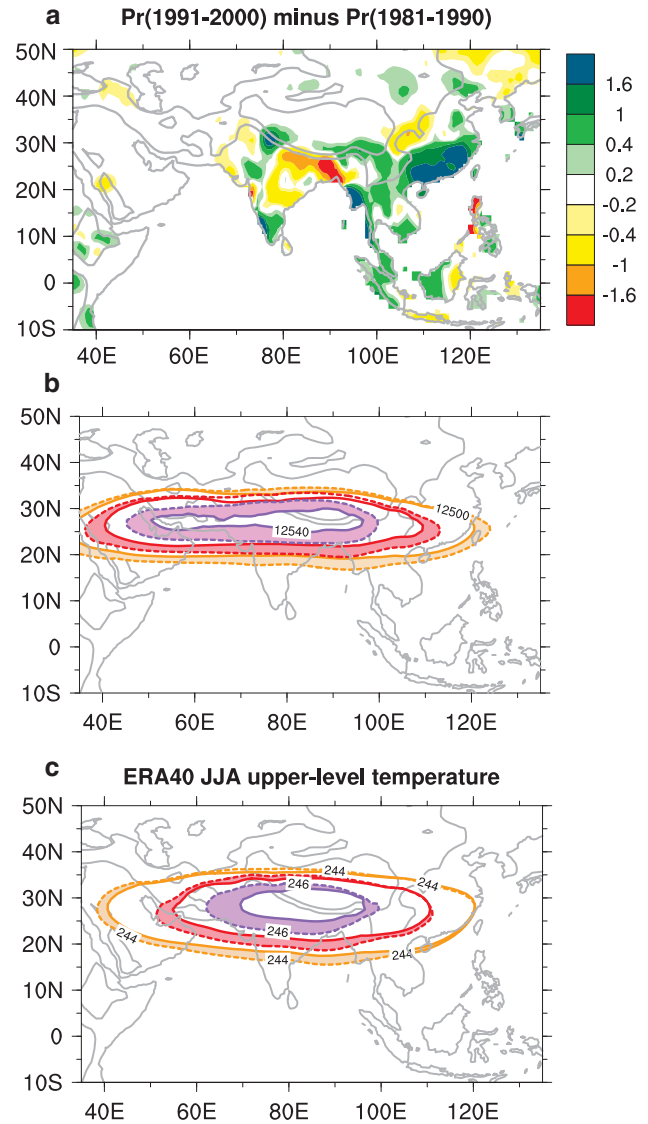 a
Pr(1991-2000) minus Pr(1981-1990)
50N
40N
30N
20N
10N
0
10S
40E 60E 80E 100E 120E
1.6
1
0.4
0.2
-0.2
-0.4
-1
-1.6
b
50N
40N
30N
20N
10N
0
10S
40E 60E 80E 100E 120E
12500
12540
c
ERA40 JJA upper-level temperature
50N
40N
30N
20N
10N
0
10S
40E 60E 80E 100E 120E
244
246
244
244
246
244
244